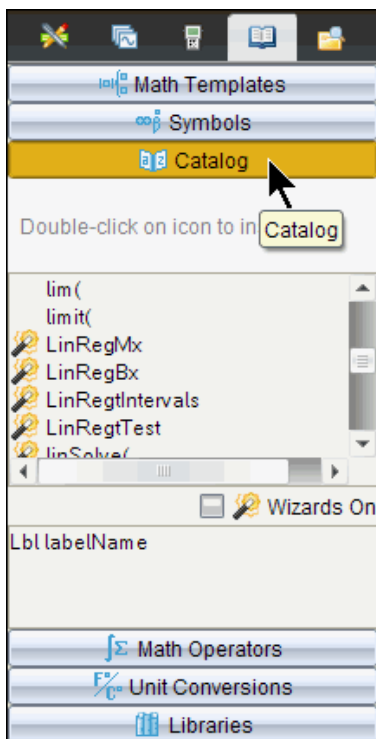 Math Templates
∞β Symbols
Catalog
Double-click on icon to in
Catalog
lim(
limit(
LinRegMx
LinRegBx
LinRegtIntervals
LinRegtTest
linSolve(
Wizards On
Lbl labelName
∫Σ Math Operators
F°/C° Unit Conversions
Libraries